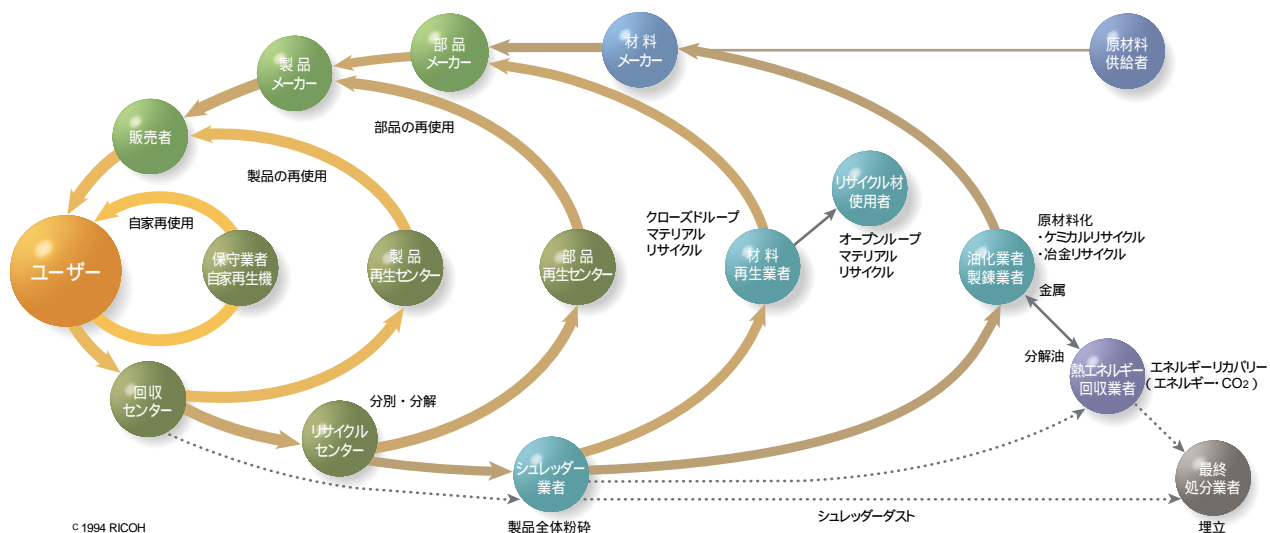 原材料
供給者
材 料
メーカー
部 品
メーカー
製 品
メーカー
販売者
部品の再使用
製品の再使用
自家再使用
ユーザー
保守業者
自家再生機
製 品
再生センター
部 品
再生センター
クローズドループ
マテリアル
リサイクル
材 料
再生業者
リサイクル材
使用者
オープンループ
マテリアル
リサイクル
油化業者
製錬業者
原材料化
・ケミカルリサイクル
・冶金リサイクル
金属
分解油
熱エネルギー
回収業者
エネルギーリカバリー
(エネルギー・CO2)
回収
センター
分別・分解
リサイクル
センター
シュレッダー
業者
製品全体粉砕
シュレッダーダスト
最終
処分業者
埋立
C 1994 RICOH